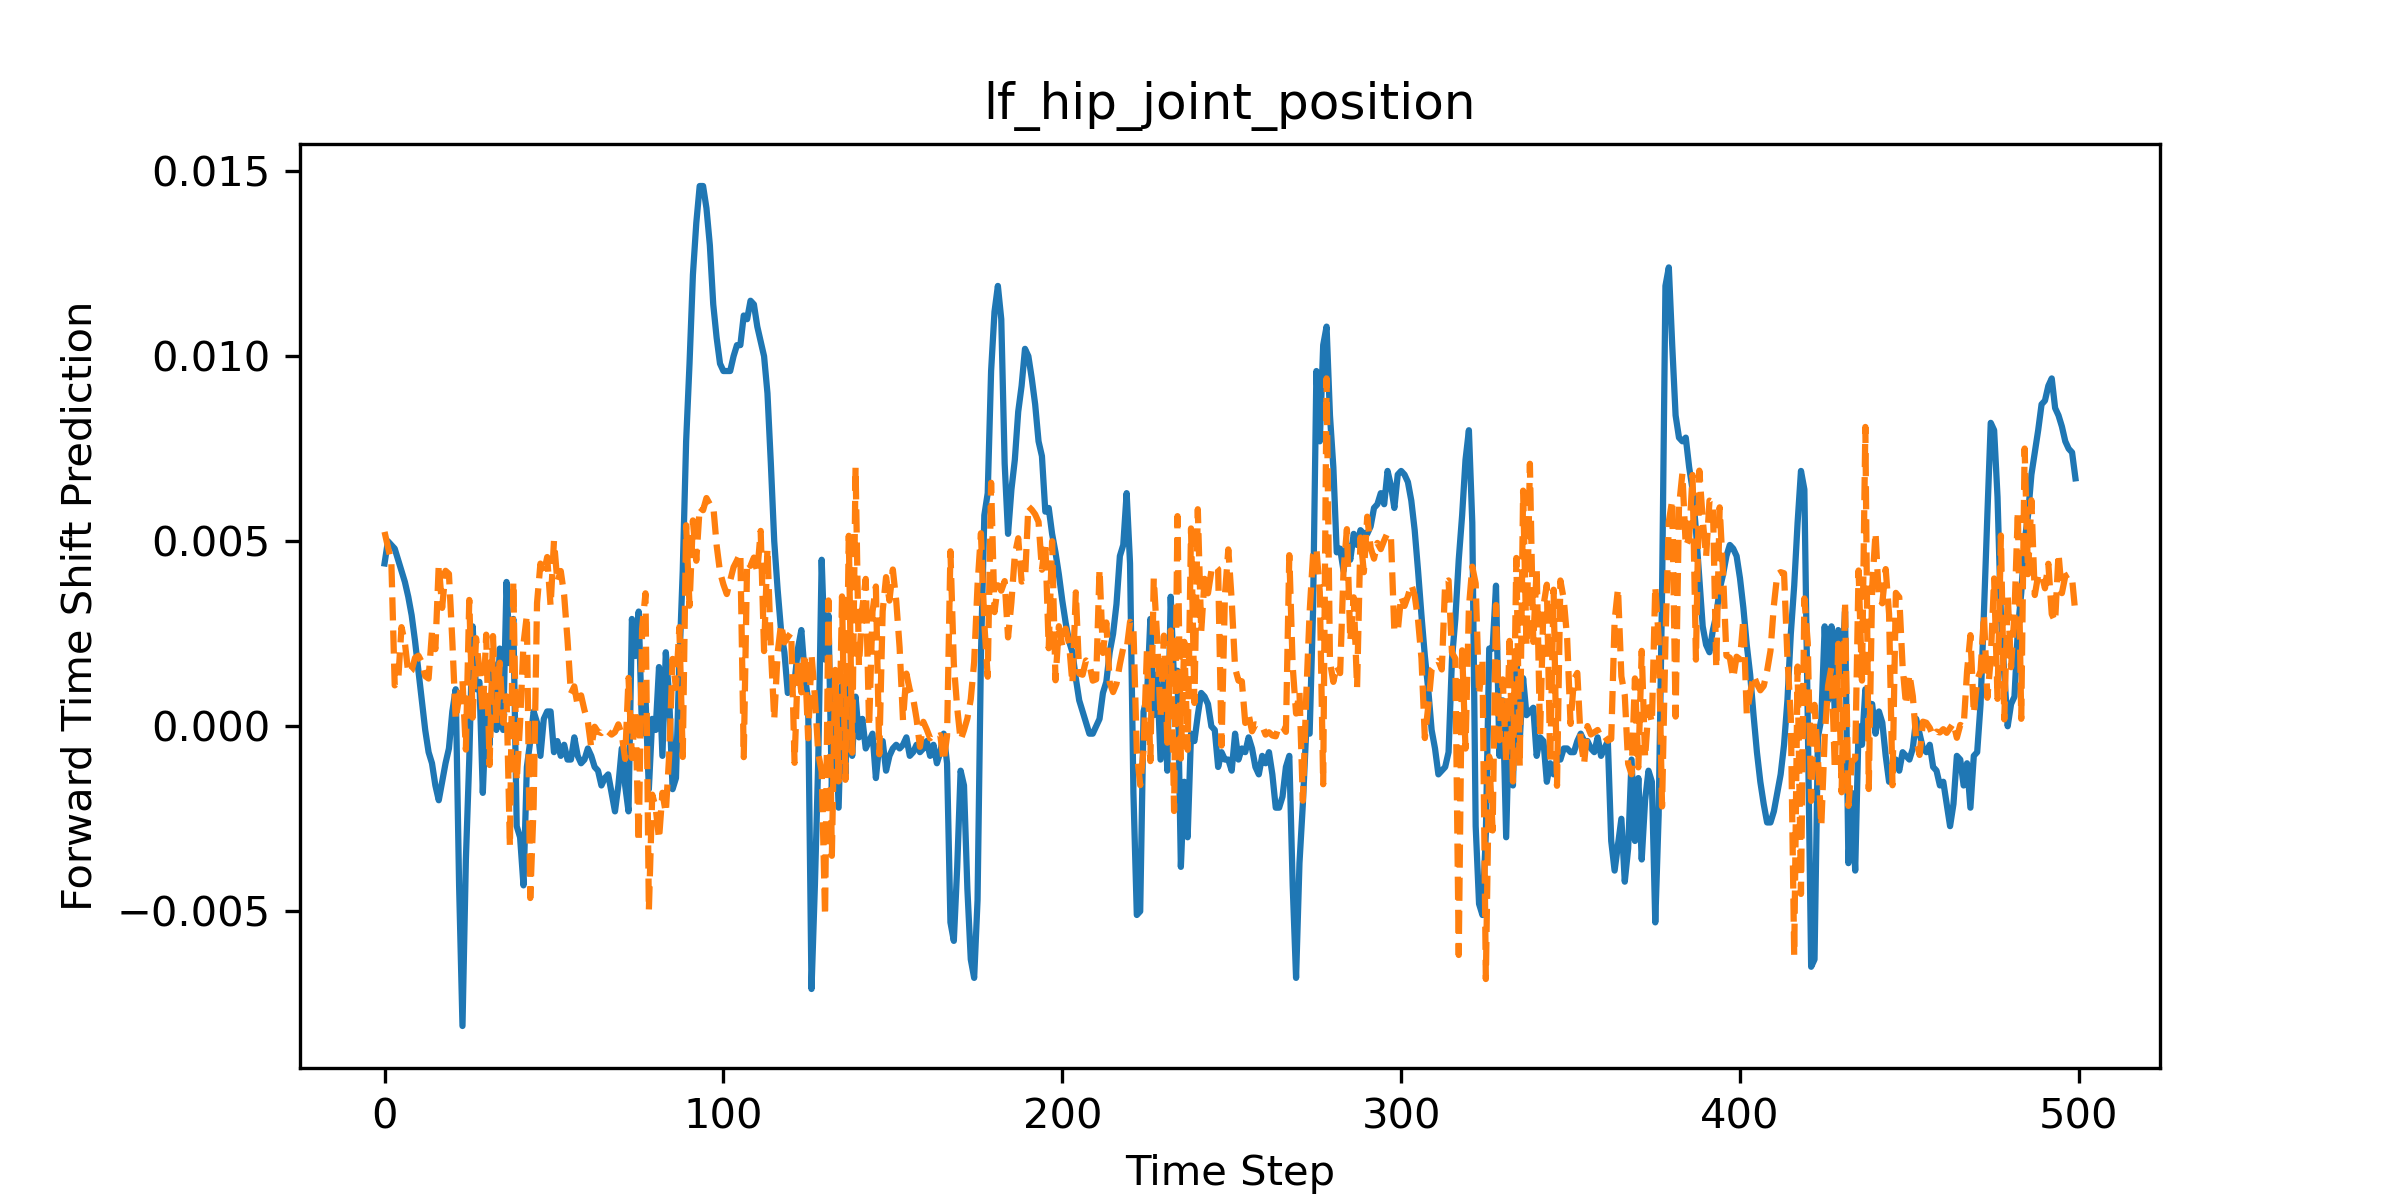 lf_hip_joint_position
Forward Time Shift Prediction
0.015
0.010
0.005
0.000
−0.005
0 100 200 300 400 500
Time Step